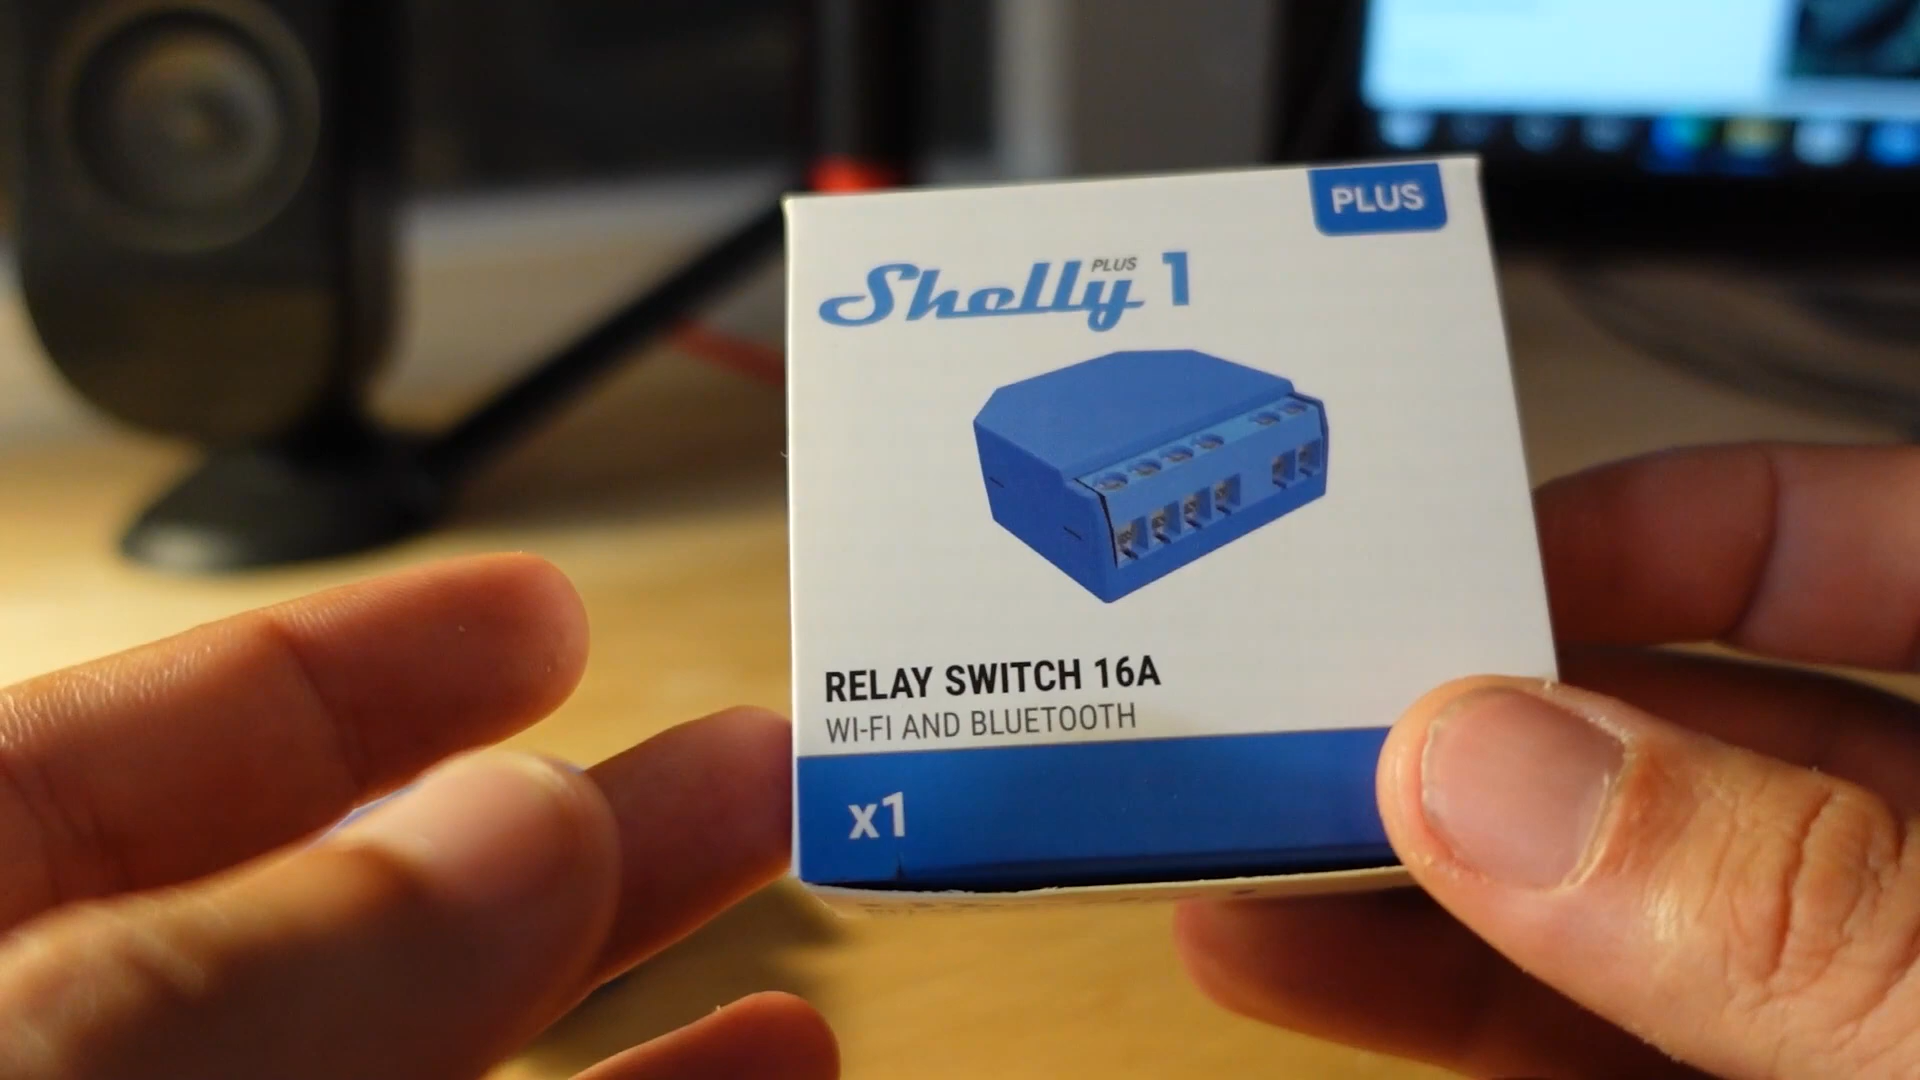 PLUS
Shelly PLUS 1
RELAY SWITCH 16A
WI-FI AND BLUETOOTH
x1